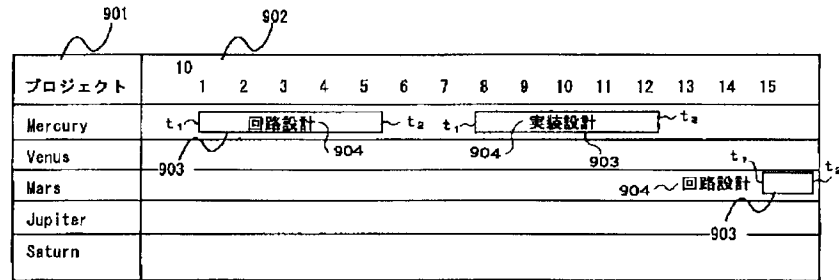 901 902
プロジェクト 10
1 2 3 4 5 6 7 8 9 10 11 12 13 14 15
Mercury t₁ 回路設計 t₂ t₁ 実装設計 t₂
903 904 904 903
Venus
Mars 904 回路設計 t₁ t₂
903
Jupiter
Saturn